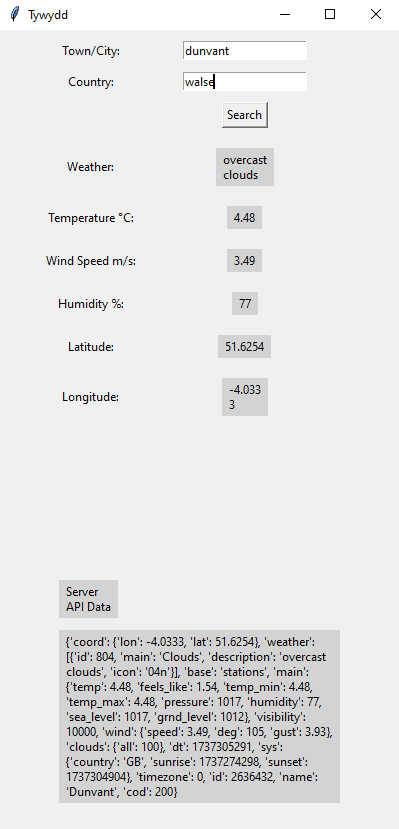 Tywydd
Town/City: dunvant
Country: walse
Search
Weather: overcast
clouds
Temperature °C: 4.48
Wind Speed m/s: 3.49
Humidity %: 77
Latitude: 51.6254
Longitude: -4.033
3
Server
API Data
{'coord': {'lon': -4.0333, 'lat': 51.6254}, 'weather':
[{'id': 804, 'main': 'Clouds', 'description': 'overcast
clouds', 'icon': '04n'}], 'base': 'stations', 'main':
{'temp': 4.48, 'feels_like': 1.54, 'temp_min': 4.48,
'temp_max': 4.48, 'pressure': 1017, 'humidity': 77,
'sea_level': 1017, 'grnd_level': 1012}, 'visibility':
10000, 'wind': {'speed': 3.49, 'deg': 105, 'gust': 3.93},
'clouds': {'all': 100}, 'dt': 1737305291, 'sys':
{'country': 'GB', 'sunrise': 1737274298, 'sunset':
1737304904}, 'timezone': 0, 'id': 2636432, 'name':
'Dunvant', 'cod': 200}